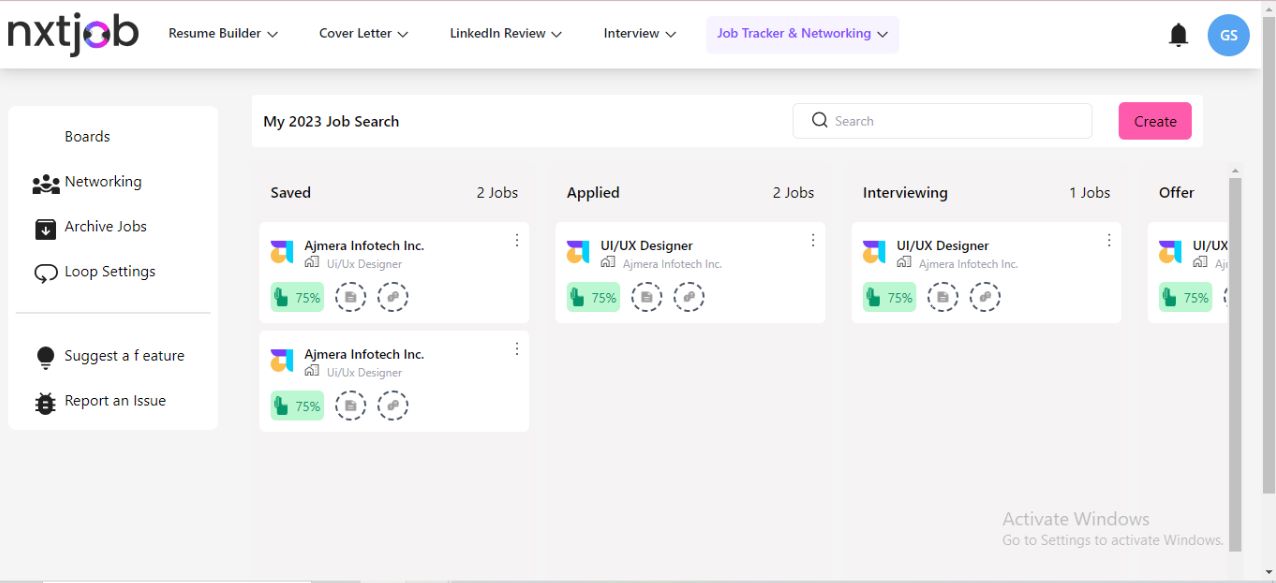 nxtjob
Resume Builder
Cover Letter
LinkedIn Review
Interview
Job Tracker & Networking
GS
Boards
Networking
Archive Jobs
Loop Settings
Suggest a f eature
Report an Issue
My 2023 Job Search
Search
Create
Saved 2 Jobs
Ajmera Infotech Inc.
Ui/Ux Designer
75%
Ajmera Infotech Inc.
Ui/Ux Designer
75%
Applied 2 Jobs
UI/UX Designer
Ajmera Infotech Inc.
75%
Interviewing 1 Jobs
UI/UX Designer
Ajmera Infotech Inc.
75%
Offer
UI/UX
Aj
75%
Activate Windows
Go to Settings to activate Windows.